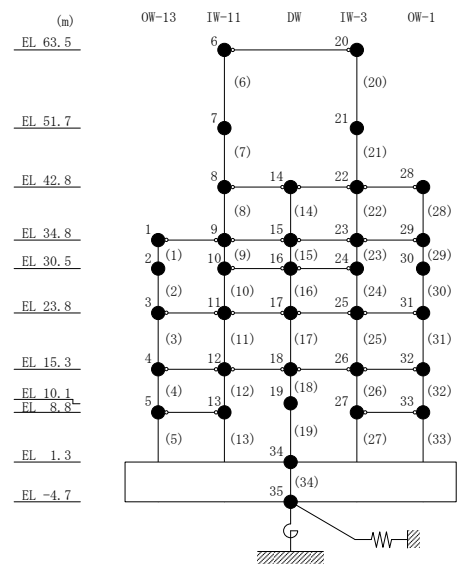 (m) OW-13 IW-11 DW IW-3 OW-1
EL 63.5 6 20
(6) (20)
EL 51.7 7 21
(7) (21)
EL 42.8 8 14 22 28
(8) (14) (22) (28)
EL 34.8 1 9 15 23 29
(1) (9) (15) (23) (29)
EL 30.5 2 10 16 24 30
(2) (10) (16) (24) (30)
EL 23.8 3 11 17 25 31
(3) (11) (17) (25) (31)
EL 15.3 4 12 18 26 32
(4) (12) (18) (26) (32)
EL 10.1 19
EL 8.8 5 13 27 33
(5) (13) (19) (27) (33)
EL 1.3 34
(34)
EL -4.7 35